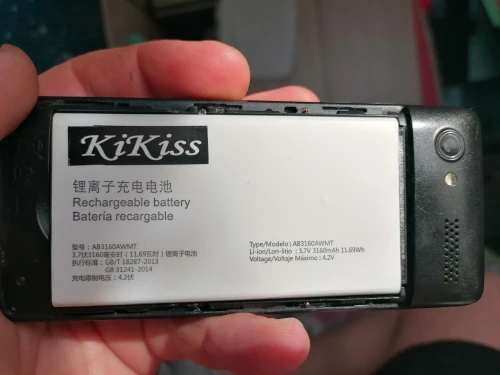 KiKiss
锂离子充电电池
Rechargeable battery
Batería recargable
型号：AB3160AWMT
3.7伏3160毫安时（11.69瓦时）锂离子电池
执行标准：GB/T 18287-2013
GB 31241-2014
充电限制电压：4.2伏
Type/Modelo : AB3160AWMT
Li-ion/Lon-litio : 3.7V 3160mAh 11.69Wh
Voltage/Voltaje Máximo : 4.2V